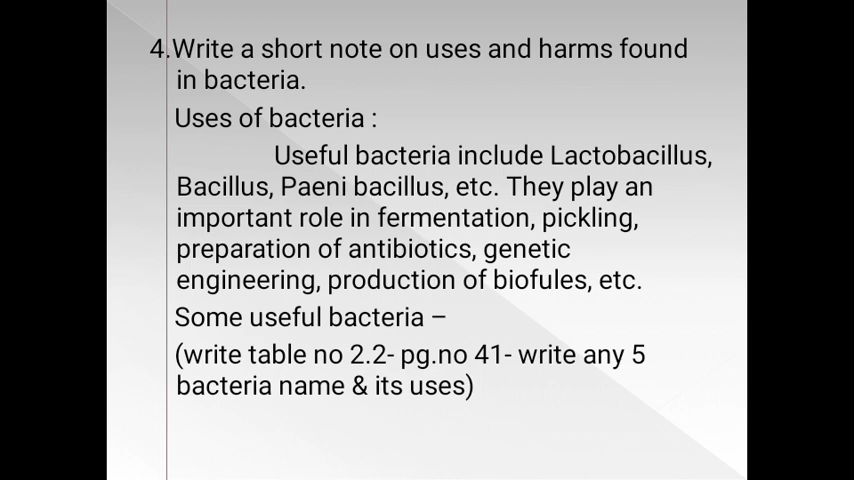 4.Write a short note on uses and harms found
in bacteria.
Uses of bacteria :
Useful bacteria include Lactobacillus,
Bacillus, Paeni bacillus, etc. They play an
important role in fermentation, pickling,
preparation of antibiotics, genetic
engineering, production of biofules, etc.
Some useful bacteria –
(write table no 2.2- pg.no 41- write any 5
bacteria name & its uses)